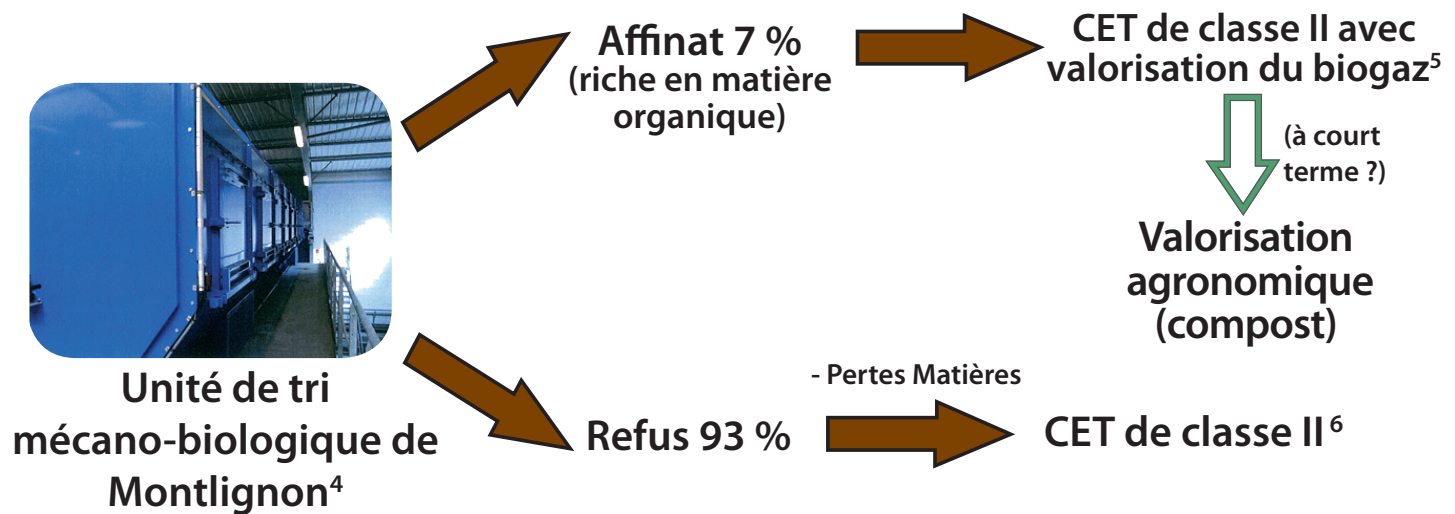 Affinat 7 %
(riche en matière
organique)
CET de classe II avec
valorisation du biogaz⁵
(à court
terme ?)
Valorisation
agronomique
(compost)
Unité de tri
mécano-biologique de
Montlignon⁴
Refus 93 %
- Pertes Matières
CET de classe II ⁶